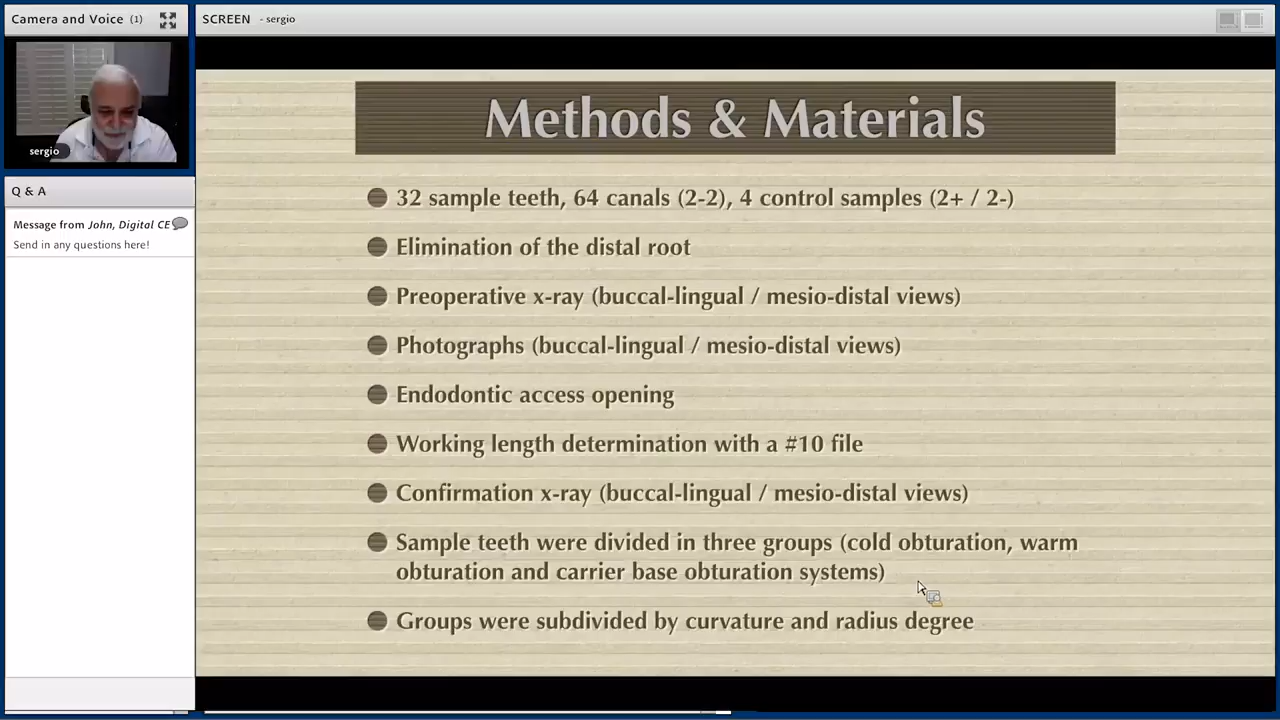 Camera and Voice (1)
SCREEN - sergio
sergio
Q & A
Message from John, Digital CE
Send in any questions here!
Methods & Materials
32 sample teeth, 64 canals (2-2), 4 control samples (2+ / 2-)
Elimination of the distal root
Preoperative x-ray (buccal-lingual / mesio-distal views)
Photographs (buccal-lingual / mesio-distal views)
Endodontic access opening
Working length determination with a #10 file
Confirmation x-ray (buccal-lingual / mesio-distal views)
Sample teeth were divided in three groups (cold obturation, warm
obturation and carrier base obturation systems)
Groups were subdivided by curvature and radius degree